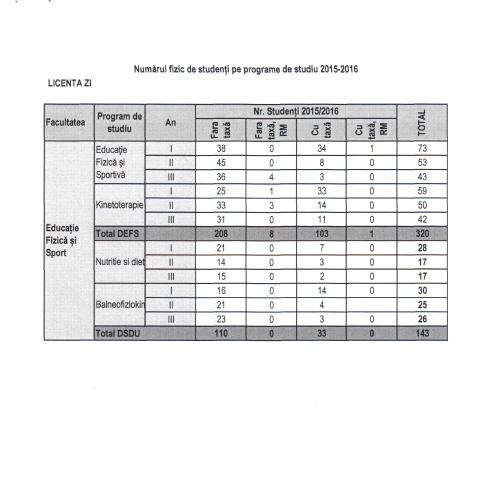 Numărul fizic de studenți pe programe de studiu 2015-2016
LICENTA ZI
Facultatea Program de studiu An Nr. Studenți 2015/2016 TOTAL
Fara taxă Fara taxă, RM Cu taxă Cu taxă, RM
Educație Fizică și Sport
Educaţie Fizică şi Sportivă I 38 0 34 1 73
II 45 0 8 0 53
III 36 4 3 0 43
Kinetoterapie I 25 1 33 0 59
II 33 3 14 0 50
III 31 0 11 0 42
Total DEFS 208 8 103 1 320
Nutritie si diet I 21 0 7 0 28
II 14 0 3 0 17
III 15 0 2 0 17
Balneofiziokin I 16 0 14 0 30
II 21 0 4 25
III 23 0 3 0 26
Total DSDU 110 0 33 0 143